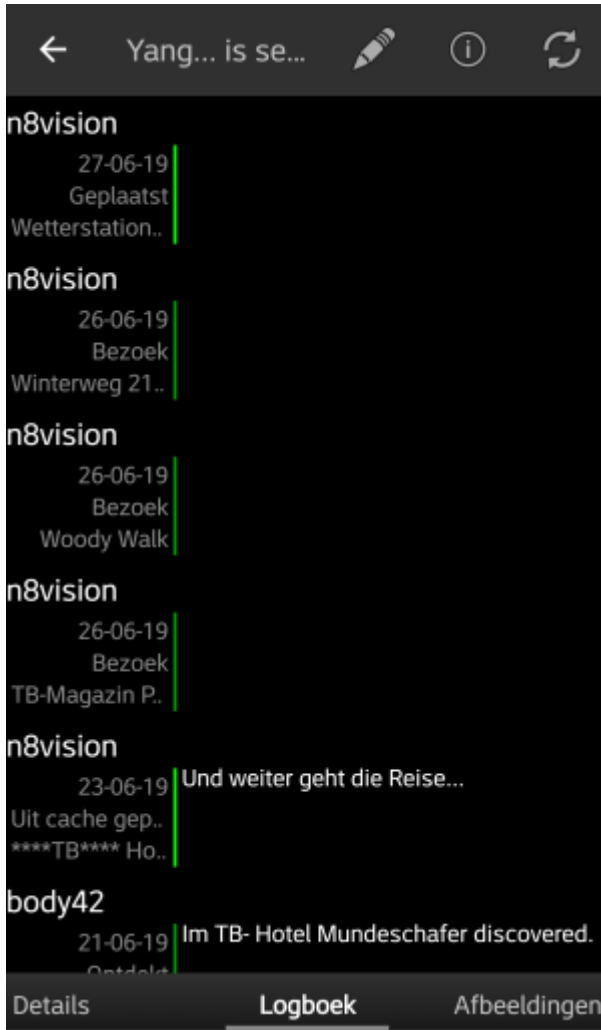 Yang... is se...
n8vision
27-06-19
Geplaatst
Wetterstation..
n8vision
26-06-19
Bezoek
Winterweg 21..
n8vision
26-06-19
Bezoek
Woody Walk
n8vision
26-06-19
Bezoek
TB-Magazin P..
n8vision
23-06-19 Und weiter geht die Reise...
Uit cache gep..
****TB**** Ho..
body42
21-06-19 Im TB- Hotel Mundeschafer discovered.
Ontdekt
Details Logboek Afbeeldingen